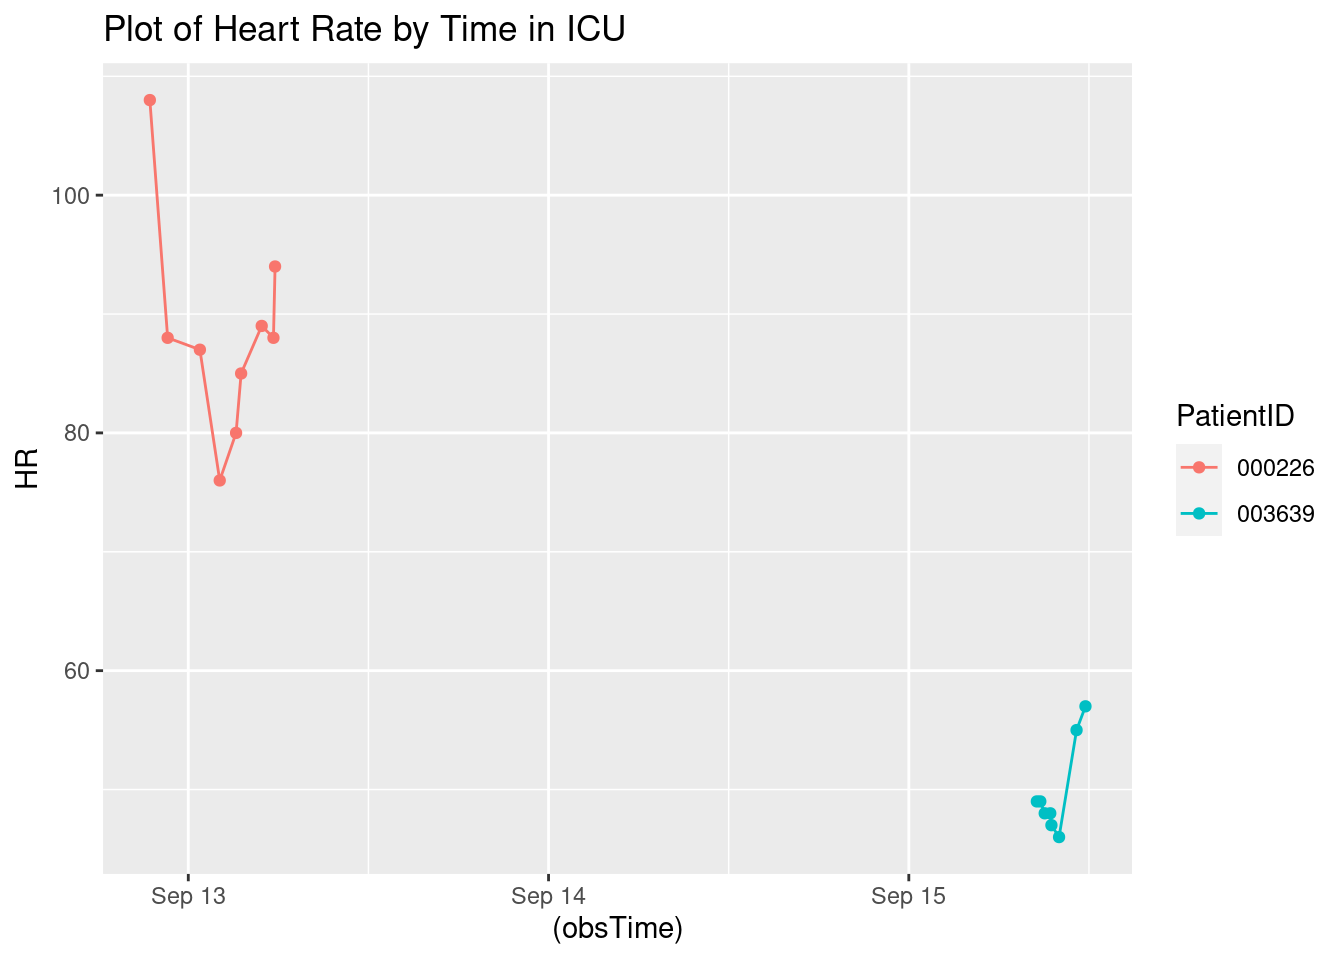 Plot of Heart Rate by Time in ICU
100
80
60
HR
Sep 13
Sep 14
Sep 15
(obsTime)
PatientID
000226
003639